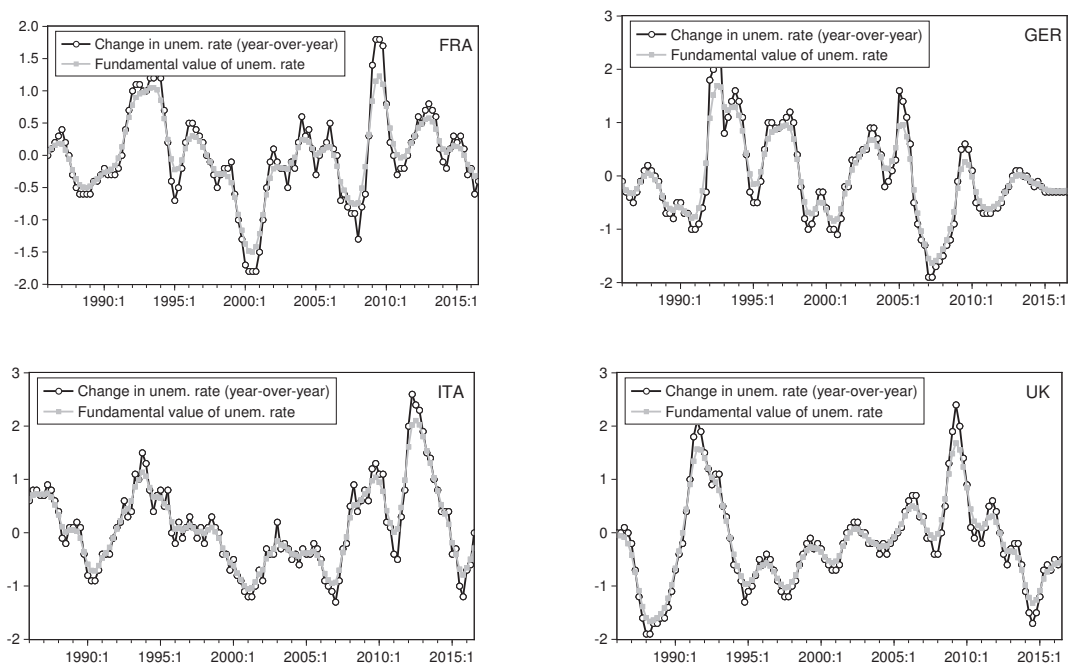 2.0
Change in unem. rate (year-over-year)
FRA
1.5
Fundamental value of unem. rate
1.0
0.5
0.0
-0.5
-1.0
-1.5
-2.0
1990:1 1995:1 2000:1 2005:1 2010:1 2015:1
3
Change in unem. rate (year-over-year)
GER
Fundamental value of unem. rate
2
1
0
-1
-2
1990:1 1995:1 2000:1 2005:1 2010:1 2015:1
3
Change in unem. rate (year-over-year)
ITA
Fundamental value of unem. rate
2
1
0
-1
-2
1990:1 1995:1 2000:1 2005:1 2010:1 2015:1
3
Change in unem. rate (year-over-year)
UK
Fundamental value of unem. rate
2
1
0
-1
-2
1990:1 1995:1 2000:1 2005:1 2010:1 2015:1